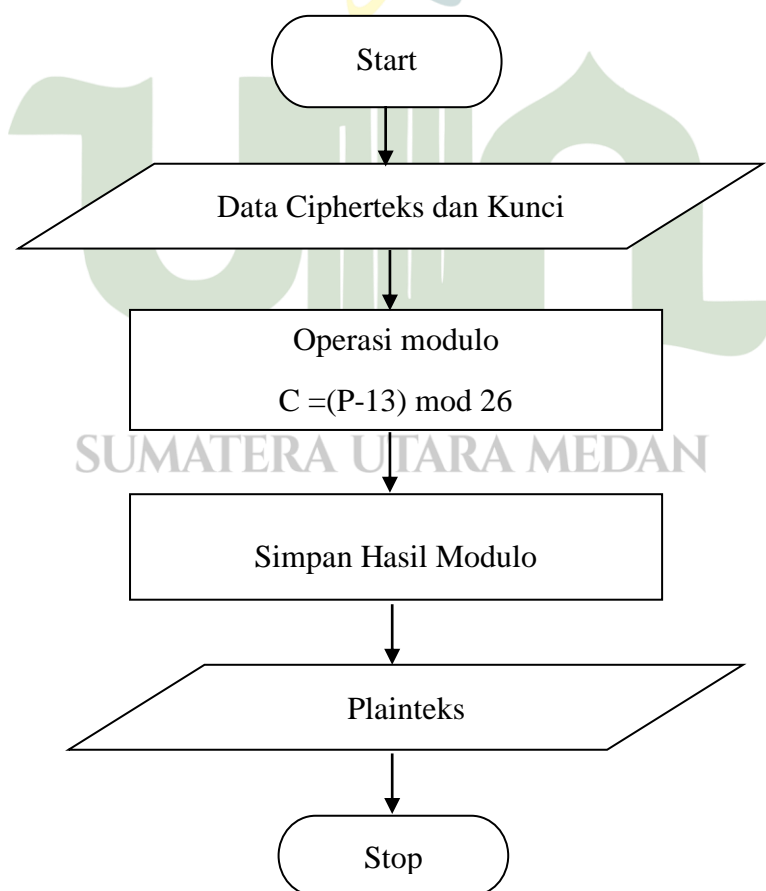 Start
Data Cipherteks dan Kunci
Operasi modulo
C =(P-13) mod 26
SUMATERA UTARA MEDAN
Simpan Hasil Modulo
Plainteks
Stop